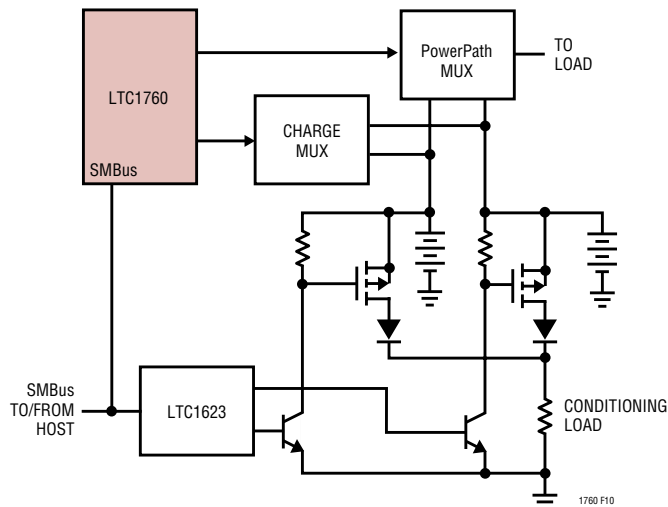 LTC1760
SMBus
PowerPath
MUX
TO
LOAD
CHARGE
MUX
SMBus
TO/FROM
HOST
LTC1623
CONDITIONING
LOAD
1760 F10